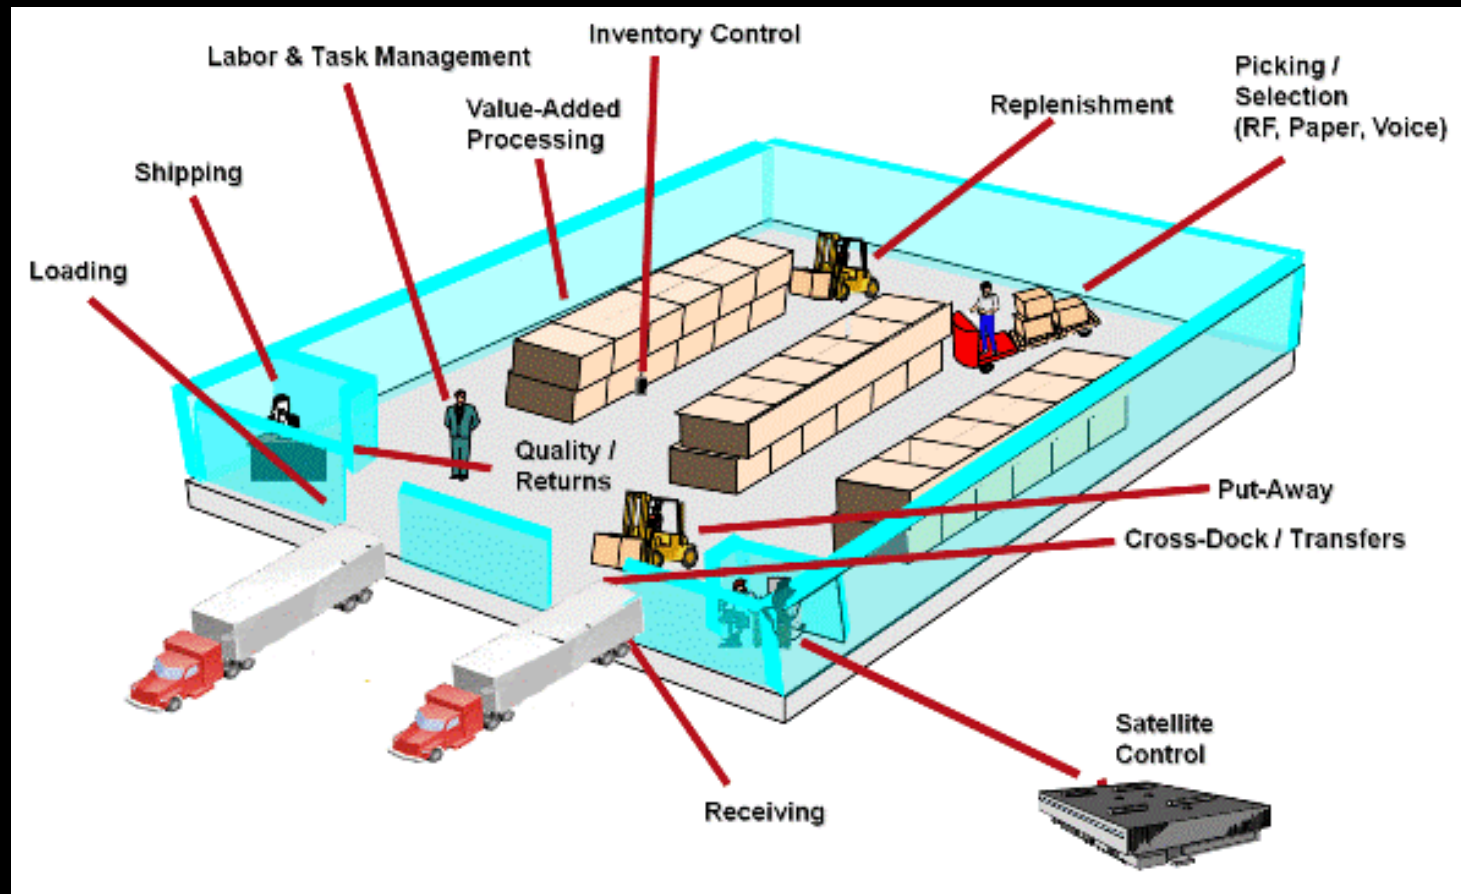 Inventory Control
Labor & Task Management
Picking /
Selection
(RF, Paper, Voice)
Value-Added
Processing
Replenishment
Shipping
Loading
Quality /
Returns
Put-Away
Cross-Dock / Transfers
Satellite
Control
Receiving